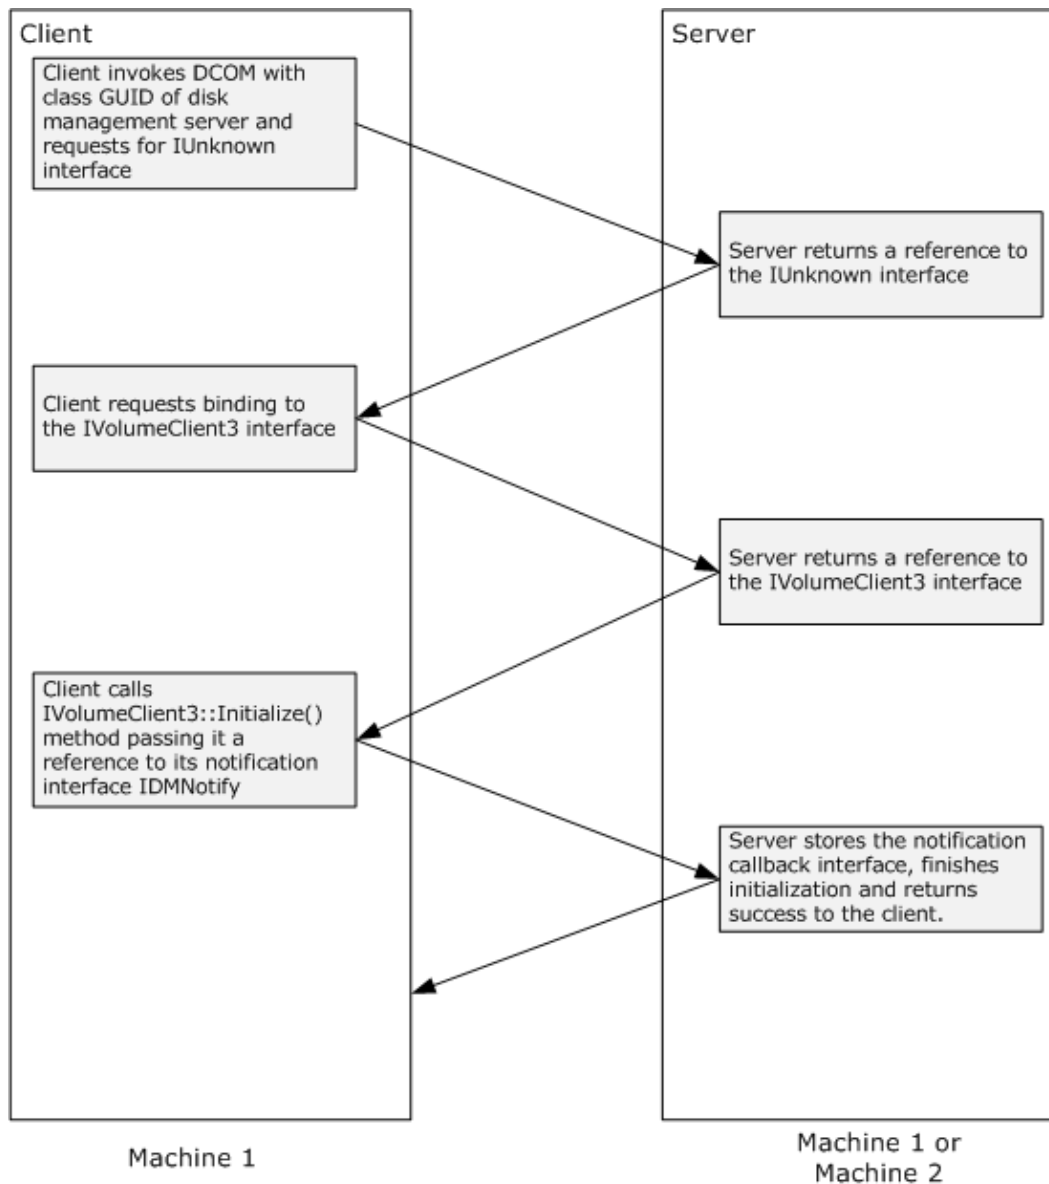 Client
Client invokes DCOM with
class GUID of disk
management server and
requests for IUnknown
interface
Server
Server returns a reference to
the IUnknown interface
Client requests binding to
the IVolumeClient3 interface
Server returns a reference to
the IVolumeClient3 interface
Client calls
IVolumeClient3::Initialize()
method passing it a
reference to its notification
interface IDMNotify
Server stores the notification
callback interface, finishes
initialization and returns
success to the client.
Machine 1
Machine 1 or
Machine 2